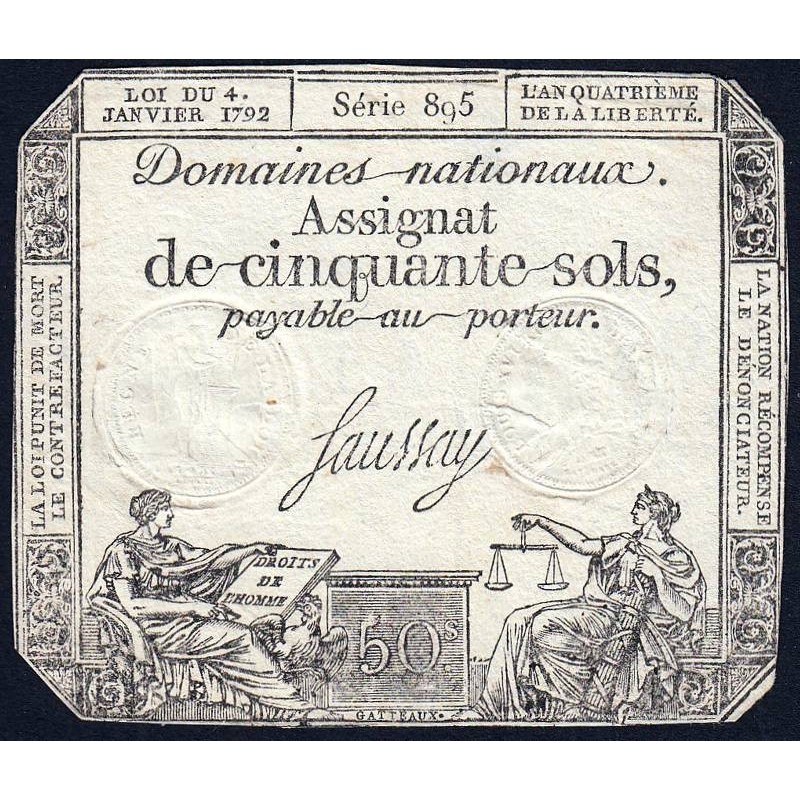 LOI DU 4.
JANVIER 1792
Série 895
L'AN QUATRIÈME
DE LA LIBERTÉ.
Domaines nationaux.
Assignat
de cinquante sols,
payable au porteur.
LA LOI PUNIT DE MORT
LE CONTREFACTEUR.
LA NATION RÉCOMPENSE
LE DÉNONCIATEUR.
Saussay
DROITS
DE
L'HOMME
50.s
GATTEAUX.